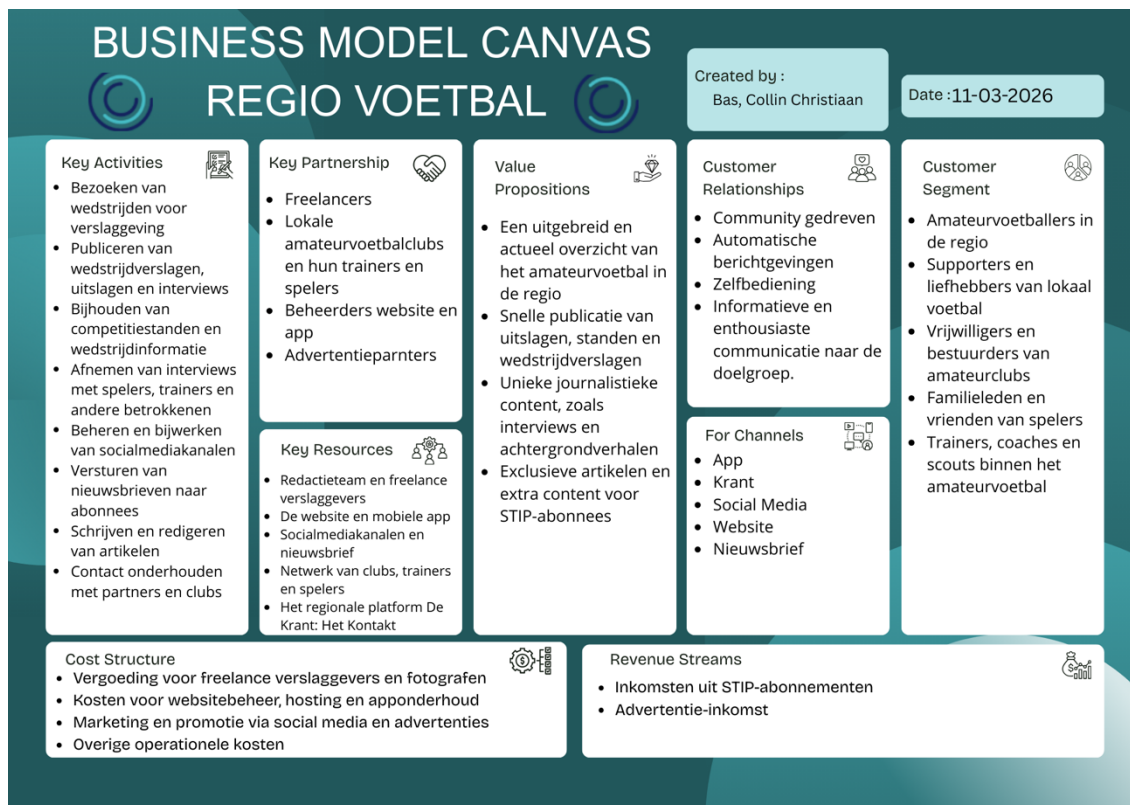 BUSINESS MODEL CANVAS
REGIO VOETBAL
Created by :
Bas, Collin Christiaan
Date : 11-03-2026
Key Activities
• Bezoeken van
wedstrijden voor
verslaggeving
• Publiceren van
wedstrijdverslagen,
uitslagen en interviews
• Bijhouden van
competitiestanden en
wedstrijdinformatie
• Afnemen van interviews
met spelers, trainers en
andere betrokkenen
• Beheren en bijwerken
van socialmediakanalen
• Versturen van
nieuwsbrieven naar
abonnees
• Schrijven en redigeren
van artikelen
• Contact onderhouden
met partners en clubs
Key Partnership
• Freelancers
• Lokale
amateurvoetbalclubs
en hun trainers en
spelers
• Beheerders website en
app
• Advertentieparnters
Key Resources
• Redactieteam en freelance
verslaggevers
• De website en mobiele app
• Socialmediakanalen en
nieuwsbrief
• Netwerk van clubs, trainers
en spelers
• Het regionale platform De
Krant: Het Kontakt
Value
Propositions
• Een uitgebreid en
actueel overzicht van
het amateurvoetbal in
de regio
• Snelle publicatie van
uitslagen, standen en
wedstrijdverslagen
• Unieke journalistieke
content, zoals
interviews en
achtergrondverhalen
• Exclusieve artikelen en
extra content voor
STIP-abonnees
Customer
Relationships
• Community gedreven
• Automatische
berichtgevingen
• Zelfbediening
• Informatieve en
enthousiaste
communicatie naar de
doelgroep.
For Channels
• App
• Krant
• Social Media
• Website
• Nieuwsbrief
Customer
Segment
• Amateurvoetballers in
de regio
• Supporters en
liefhebbers van lokaal
voetbal
• Vrijwilligers en
bestuurders van
amateurclubs
• Familieleden en
vrienden van spelers
• Trainers, coaches en
scouts binnen het
amateurvoetbal
Cost Structure
• Vergoeding voor freelance verslaggevers en fotografen
• Kosten voor websitebeheer, hosting en apponderhoud
• Marketing en promotie via social media en advertenties
• Overige operationele kosten
Revenue Streams
• Inkomsten uit STIP-abonnementen
• Advertentie-inkomst